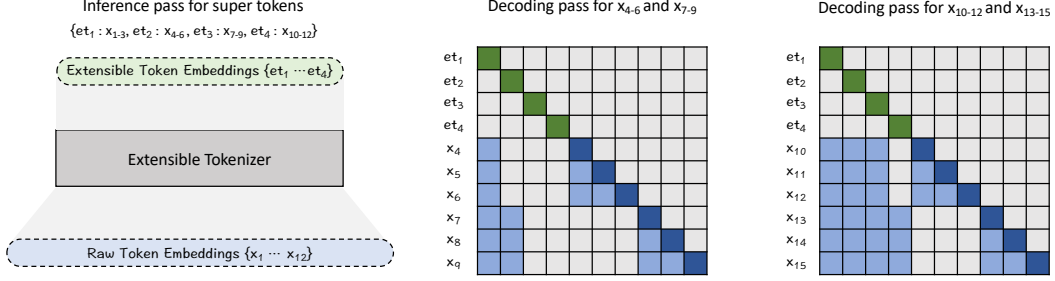 Inference pass for super tokens
{et₁ : x₁₋₃, et₂ : x₄₋₆ , et₃ : x₇₋₉, et₄ : x₁₀₋₁₂}
Extensible Token Embeddings {et₁ ⋯et₄}
Extensible Tokenizer
Raw Token Embeddings {x₁ ⋯ x₁₂}
Decoding pass for x₄₋₆ and x₇₋₉
et₁
et₂
et₃
et₄
x₄
x₅
x₆
x₇
x₈
x₉
Decoding pass for x₁₀₋₁₂ and x₁₃₋₁₅
et₁
et₂
et₃
et₄
x₁₀
x₁₁
x₁₂
x₁₃
x₁₄
x₁₅